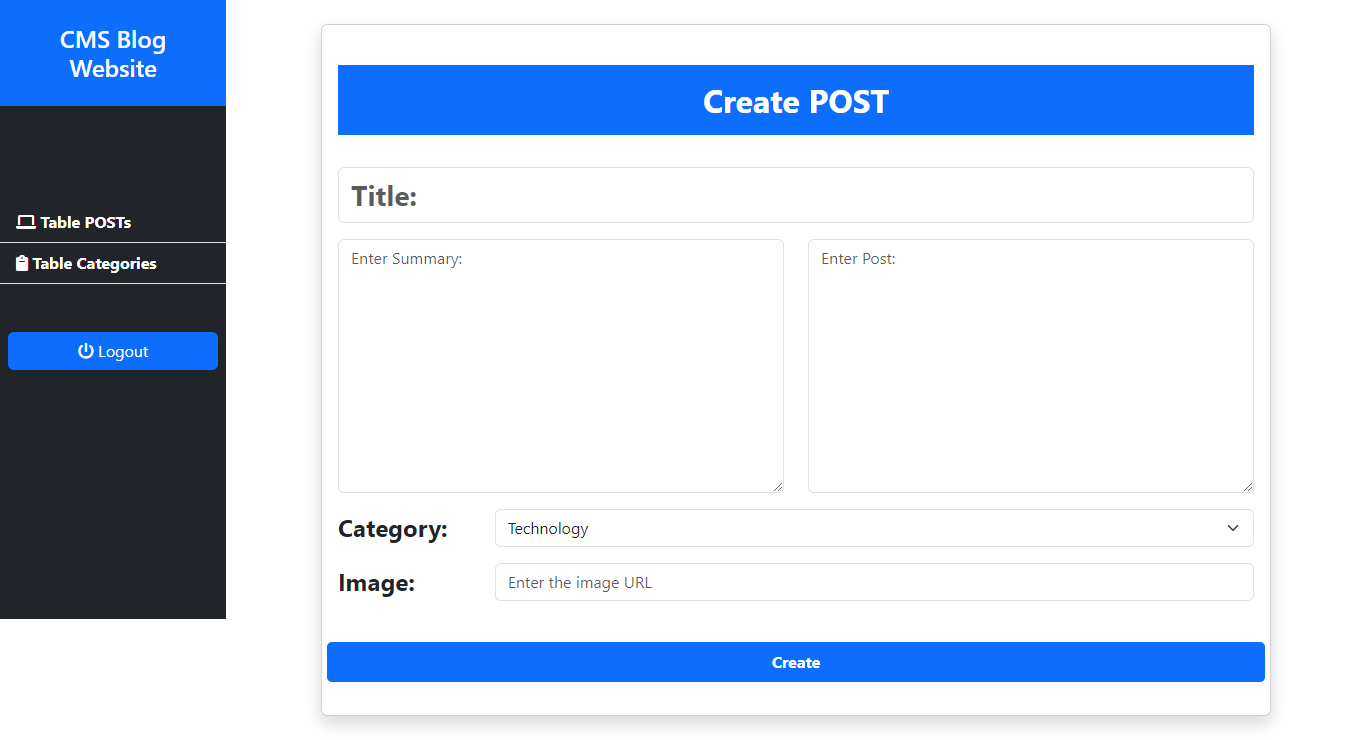 CMS Blog
Website
Table POSTs
Table Categories
Logout
Create POST
Title:
Enter Summary:
Enter Post:
Category:
Technology
Image:
Enter the image URL
Create